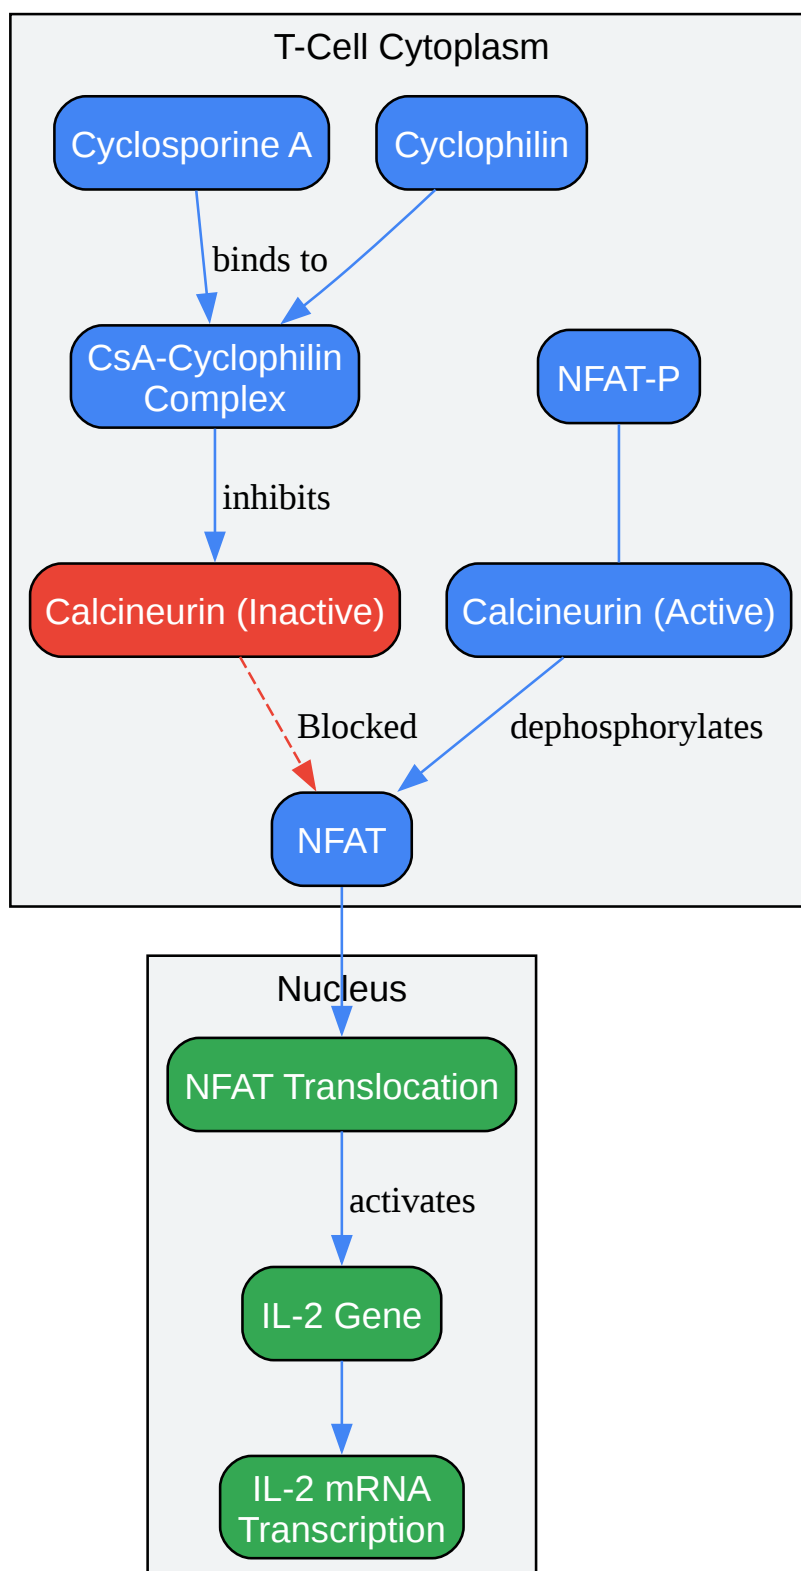 T-Cell Cytoplasm
Cyclosporine A
Cyclophilin
binds to
CsA-Cyclophilin
Complex
NFAT-P
inhibits
Calcineurin (Inactive)
Calcineurin (Active)
Blocked
dephosphorylates
NFAT
Nucleus
NFAT Translocation
activates
IL-2 Gene
IL-2 mRNA
Transcription